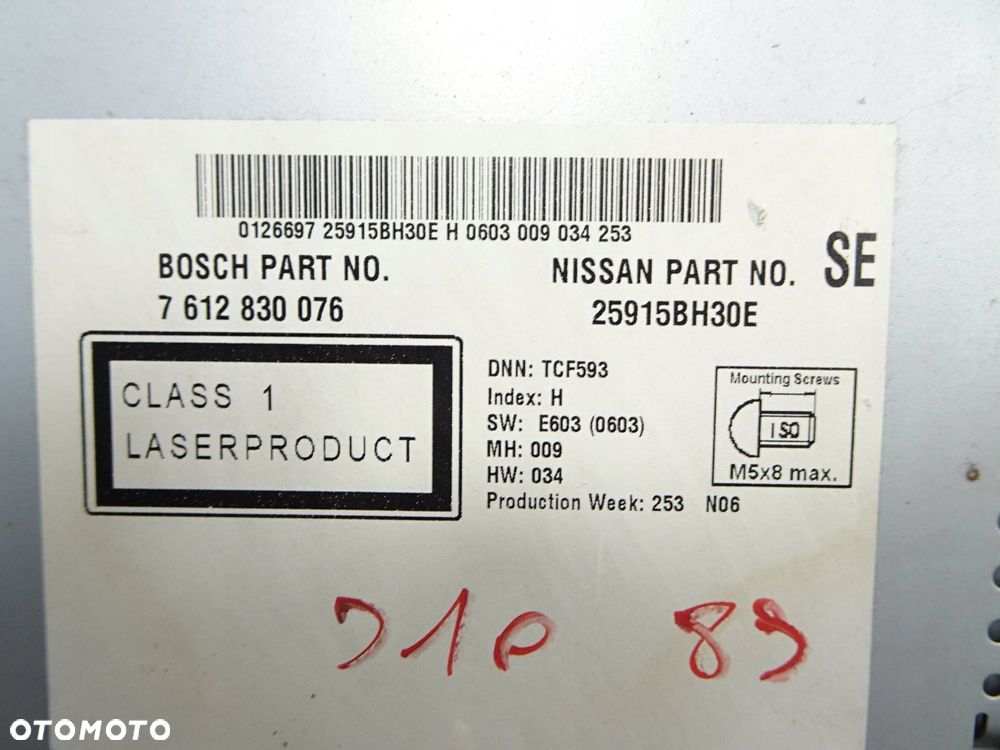 0126697 25915BH30E H 0603 009 034 253
BOSCH PART NO.
7 612 830 076
NISSAN PART NO.
25915BH30E
SE
CLASS 1
LASERPRODUCT
DNN: TCF593
Index: H
SW: E603 (0603)
MH: 009
HW: 034
Production Week: 253 N06
Mounting Screws
ISO
M5x8 max.
89
OTOMOTO